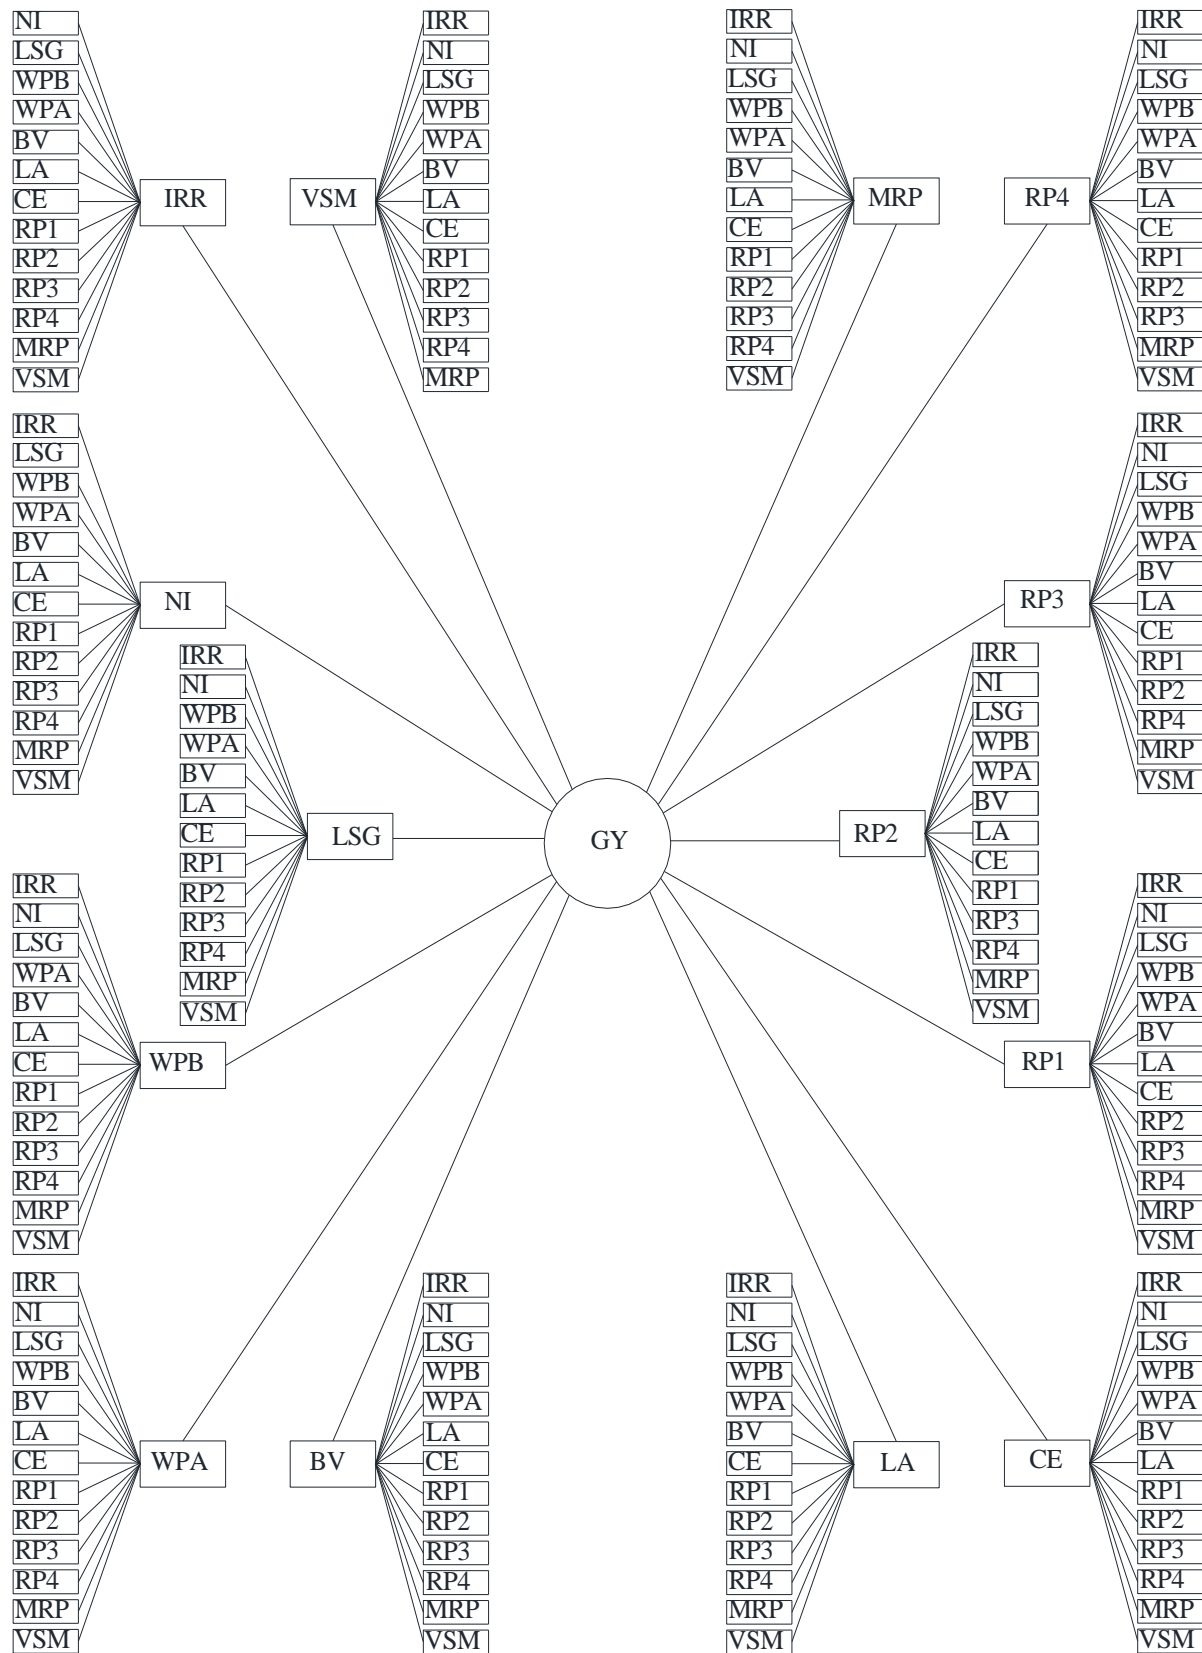 NI
LSG
WPB
WPA
BV
LA
CE
RP1
RP2
RP3
RP4
MRP
VSM
IRR
VSM
IRR
NI
LSG
WPB
WPA
BV
LA
CE
RP1
RP2
RP3
RP4
MRP
IRR
NI
LSG
WPB
WPA
BV
LA
CE
RP1
RP2
RP3
RP4
VSM
MRP
RP4
IRR
NI
LSG
WPB
WPA
BV
LA
CE
RP1
RP2
RP3
MRP
VSM
IRR
LSG
WPB
WPA
BV
LA
CE
RP1
RP2
RP3
RP4
MRP
VSM
NI
RP3
IRR
NI
LSG
WPB
WPA
BV
LA
CE
RP1
RP2
RP4
MRP
VSM
IRR
NI
WPB
WPA
BV
LA
CE
RP1
RP2
RP3
RP4
MRP
VSM
LSG
GY
RP2
IRR
NI
LSG
WPB
WPA
BV
LA
CE
RP1
RP3
RP4
MRP
VSM
IRR
NI
LSG
WPA
BV
LA
CE
RP1
RP2
RP3
RP4
MRP
VSM
WPB
RP1
IRR
NI
LSG
WPB
WPA
BV
LA
CE
RP2
RP3
RP4
MRP
VSM
IRR
NI
LSG
WPB
BV
LA
CE
RP1
RP2
RP3
RP4
MRP
VSM
WPA
BV
IRR
NI
LSG
WPB
WPA
LA
CE
RP1
RP2
RP3
RP4
MRP
VSM
IRR
NI
LSG
WPB
WPA
BV
CE
RP1
RP2
RP3
RP4
MRP
VSM
LA
CE
IRR
NI
LSG
WPB
WPA
BV
LA
RP1
RP2
RP3
RP4
MRP
VSM